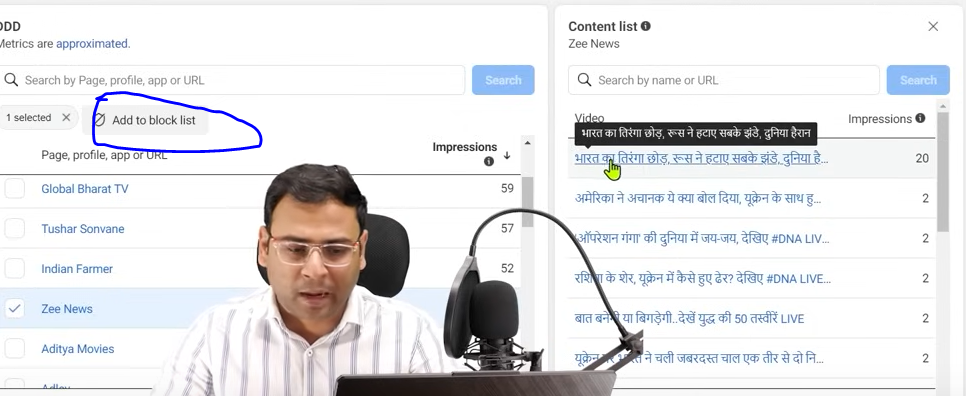 DDD
Metrics are approximated.
Search by Page, profile, app or URL
Search
1 selected
Add to block list
Page, profile, app or URL
Impressions
Global Bharat TV 59
Tushar Sonvane 57
Indian Farmer 52
Zee News
Aditya Movies
Content list
Zee News
Search by name or URL
Search
Video
Impressions
भारत का तिरंगा छोड़, रूस ने हटाए सबके झंडे, दुनिया हैरान
भारत का तिरंगा छोड़, रूस ने हटाए सबके झंडे, दुनिया है... 20
अमेरिका ने अचानक ये क्या बोल दिया, यूक्रेन के साथ हु... 2
'ऑपरेशन गंगा' की दुनिया में जय-जय, देखिए #DNA LIV... 2
के शेर, यूक्रेन में कैसे हुए ढेर? देखिए #DNA LIVE... 2
बात बनेगी या बिगड़ेगी..देखें युद्ध की 50 तस्वीरें LIVE 2
यूक्रेन पर भारत ने चली जबरदस्त चाल एक तीर से दो नि... 2